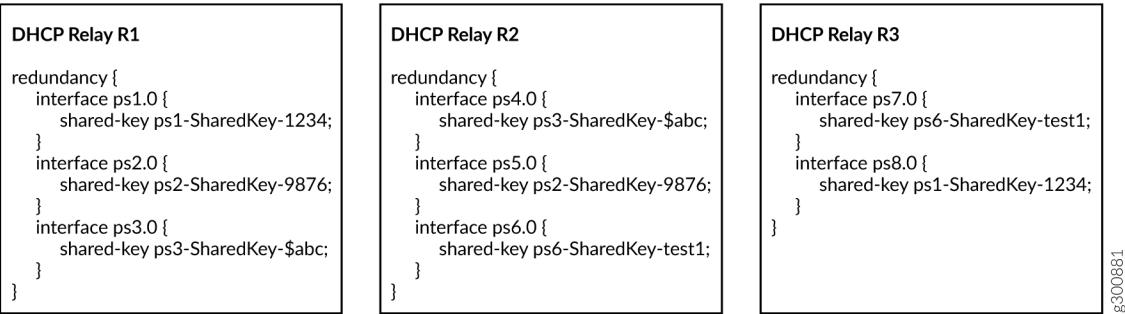 DHCP Relay R1
redundancy {
interface ps1.0 {
shared-key ps1-SharedKey-1234;
}
interface ps2.0 {
shared-key ps2-SharedKey-9876;
}
interface ps3.0 {
shared-key ps3-SharedKey-$abc;
}
}
DHCP Relay R2
redundancy {
interface ps4.0 {
shared-key ps3-SharedKey-$abc;
}
interface ps5.0 {
shared-key ps2-SharedKey-9876;
}
interface ps6.0 {
shared-key ps6-SharedKey-test1;
}
}
DHCP Relay R3
redundancy {
interface ps7.0 {
shared-key ps6-SharedKey-test1;
}
interface ps8.0 {
shared-key ps1-SharedKey-1234;
}
}
g300881